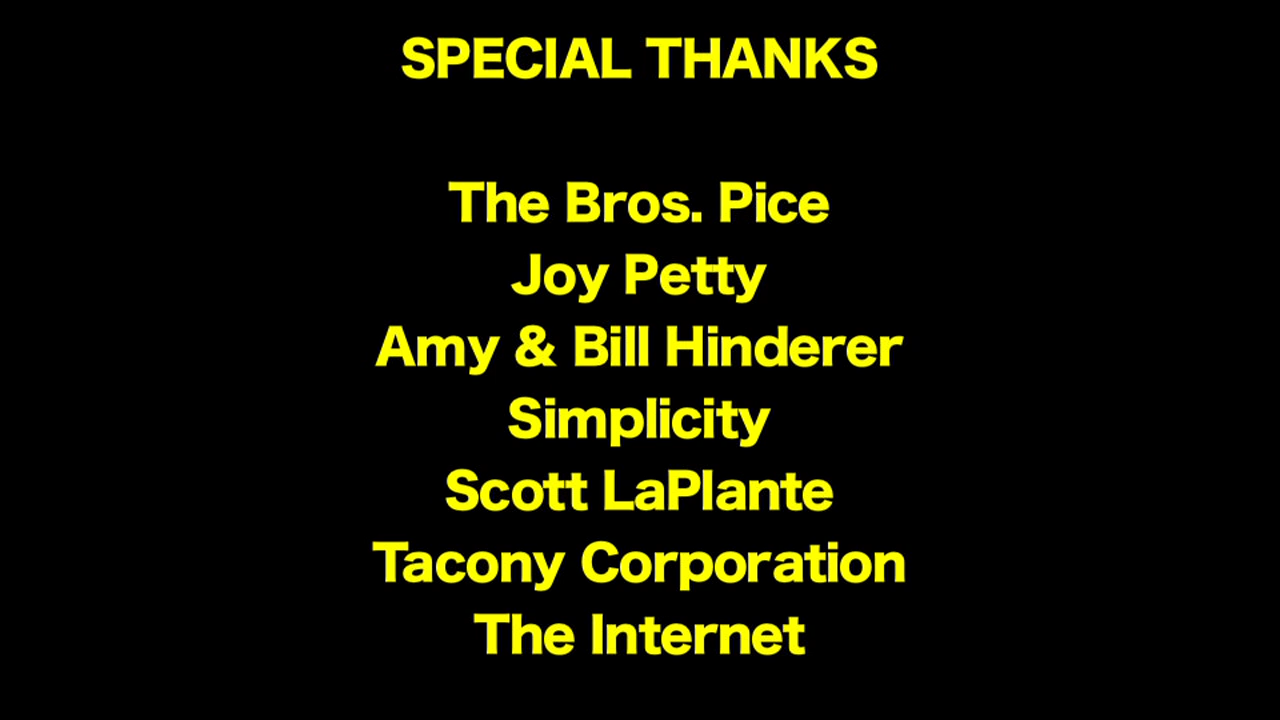 SPECIAL THANKS
The Bros. Pice
Joy Petty
Amy & Bill Hinderer
Simplicity
Scott LaPlante
Tacony Corporation
The Internet